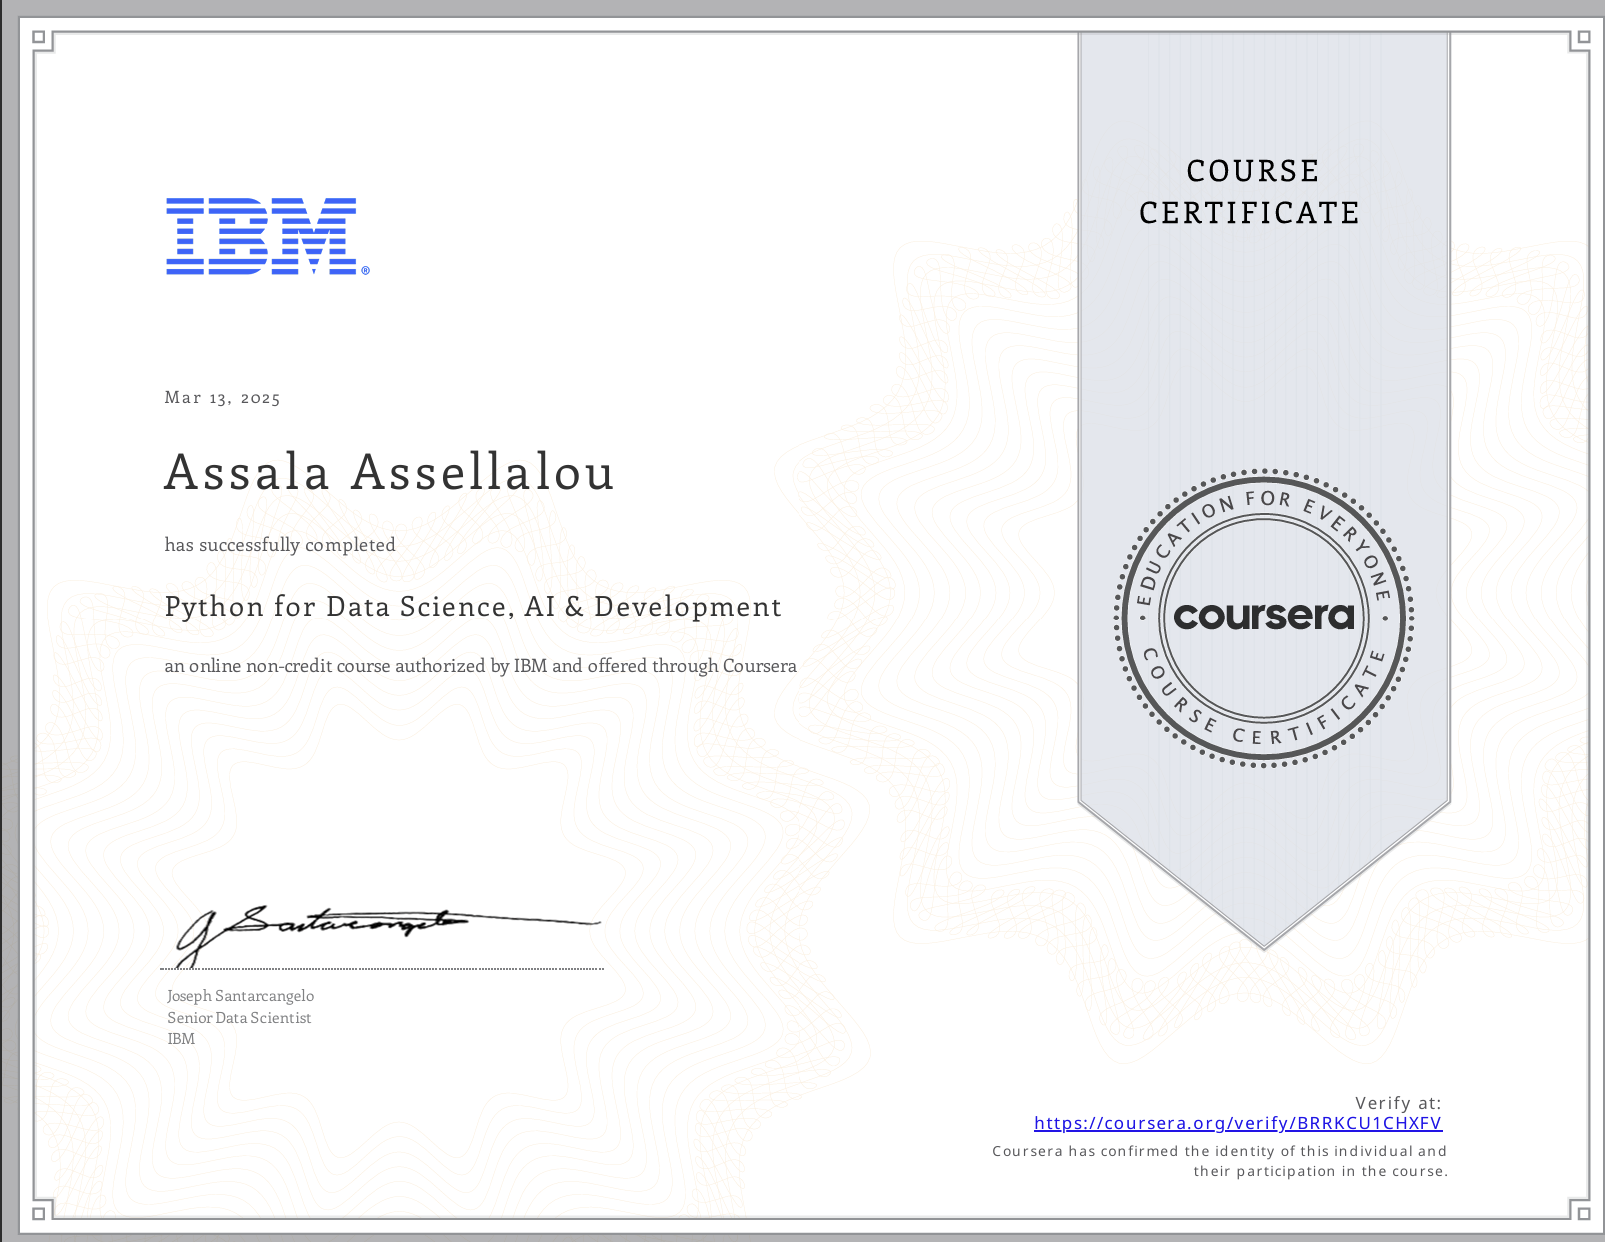 COURSE
CERTIFICATE
IBM®
Mar 13, 2025
Assala Assellalou
has successfully completed
Python for Data Science, AI & Development
an online non-credit course authorized by IBM and offered through Coursera
EDUCATION FOR EVERYONE
coursera
COURSE CERTIFICATE
J Santarcangelo
Joseph Santarcangelo
Senior Data Scientist
IBM
Verify at:
https://coursera.org/verify/BRRKCU1CHXFV
Coursera has confirmed the identity of this individual and
their participation in the course.